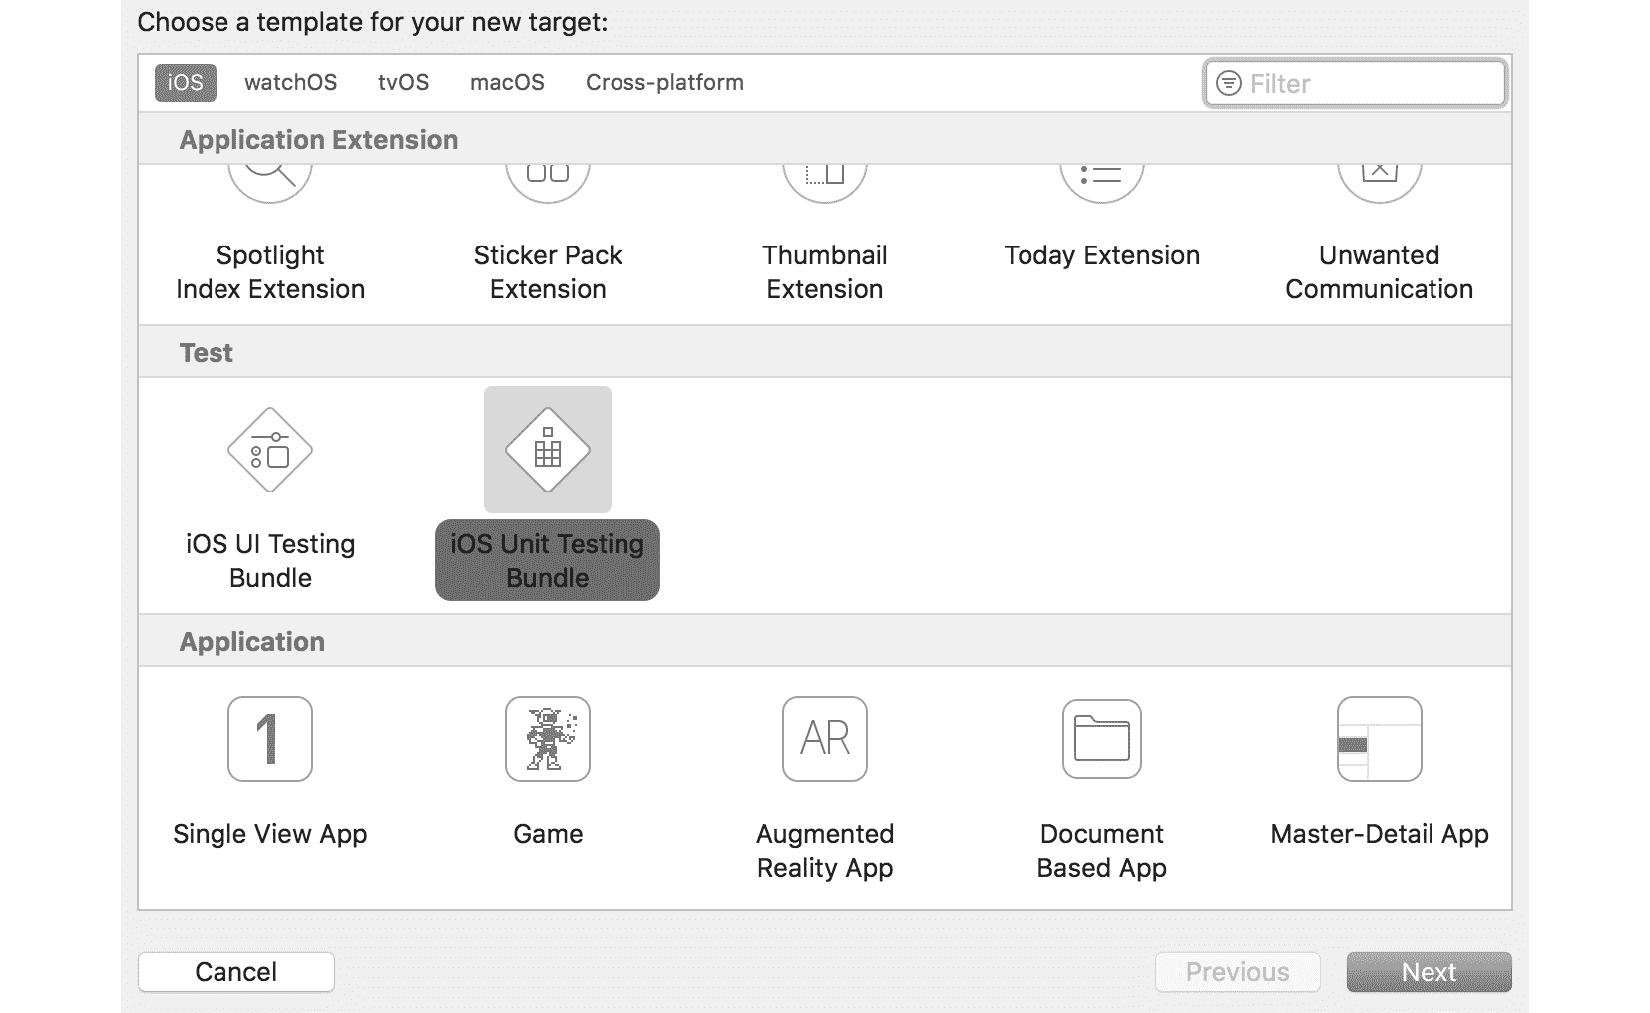 Choose a template for your new target:
iOS watchOS tvOS macOS Cross-platform Filter
Application Extension
Spotlight Index Extension
Sticker Pack Extension
Thumbnail Extension
Today Extension
Unwanted Communication
Test
iOS UI Testing Bundle
iOS Unit Testing Bundle
Application
1
AR
Single View App
Game
Augmented Reality App
Document Based App
Master-Detail App
Cancel Previous Next